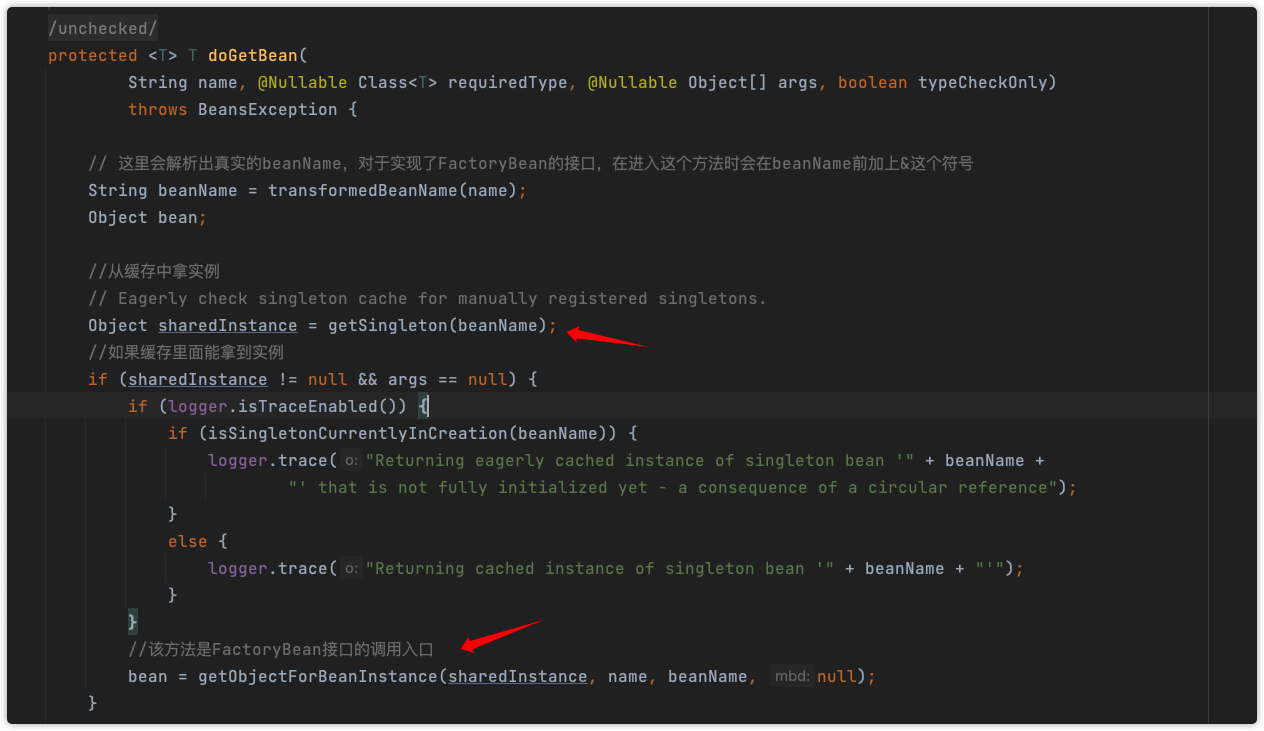 /unchecked/
protected <T> T doGetBean(
String name, @Nullable Class<T> requiredType, @Nullable Object[] args, boolean typeCheckOnly)
throws BeansException {
// 这里会解析出真实的beanName，对于实现了FactoryBean的接口，在进入这个方法时会在beanName前加上&这个符号
String beanName = transformedBeanName(name);
Object bean;
//从缓存中拿实例
// Eagerly check singleton cache for manually registered singletons.
Object sharedInstance = getSingleton(beanName);
//如果缓存里面能拿到实例
if (sharedInstance != null && args == null) {
if (logger.isTraceEnabled()) {
if (isSingletonCurrentlyInCreation(beanName)) {
logger.trace( o: "Returning eagerly cached instance of singleton bean '" + beanName +
"' that is not fully initialized yet - a consequence of a circular reference");
}
else {
logger.trace( o: "Returning cached instance of singleton bean '" + beanName + "'");
}
}
//该方法是FactoryBean接口的调用入口
bean = getObjectForBeanInstance(sharedInstance, name, beanName, mbd: null);
}